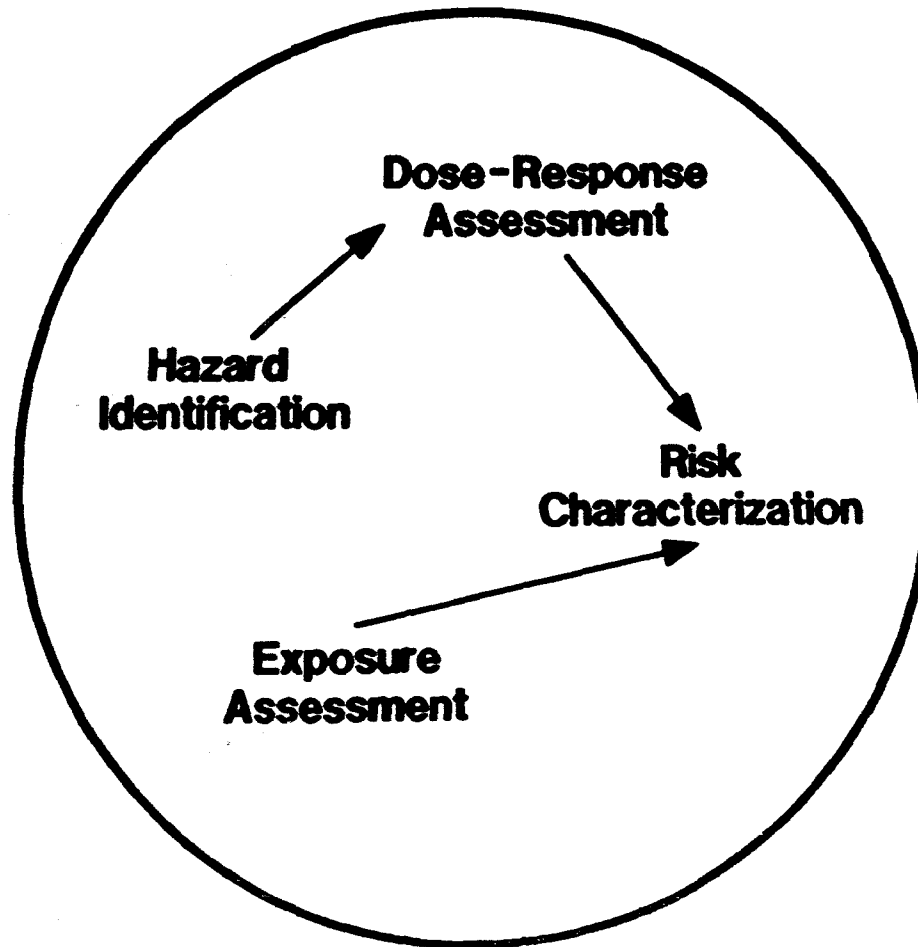 Dose-Response
Assessment
Hazard
Identification
Risk
Characterization
Exposure
Assessment